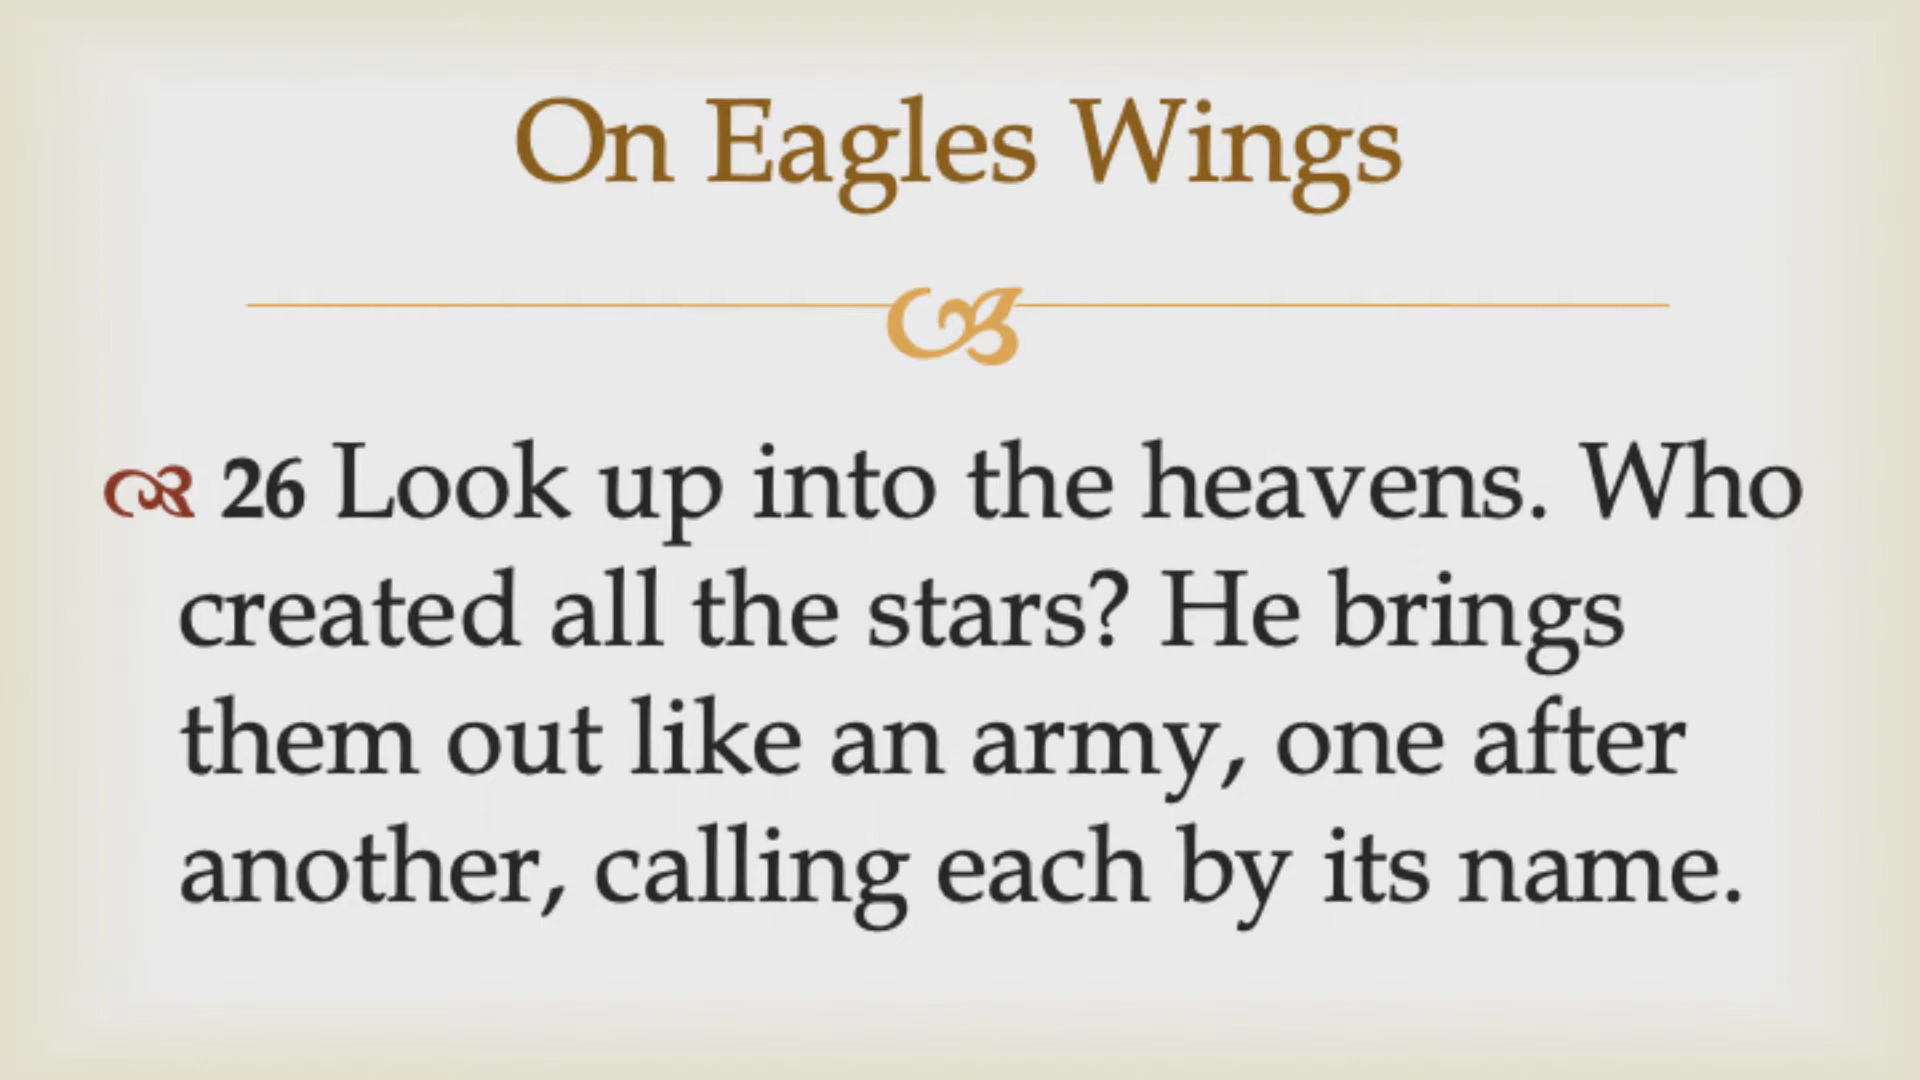 On Eagles Wings
26 Look up into the heavens. Who
created all the stars? He brings
them out like an army, one after
another, calling each by its name.